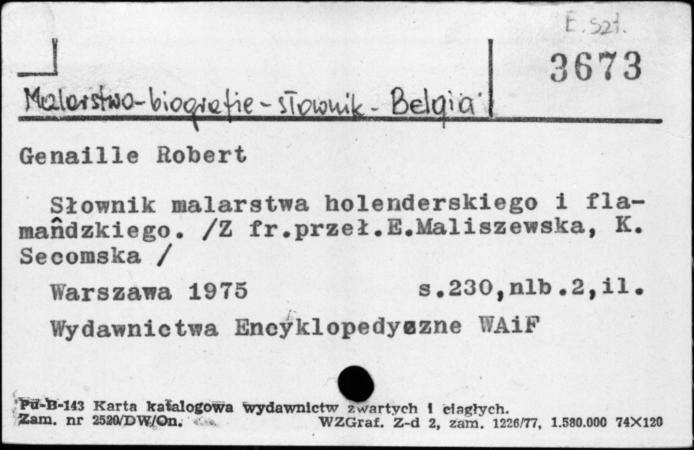 E. szt.
3673
Malarstwo-biografie-słownik-Belgia
Genaille Robert
Słownik malarstwa holenderskiego i fla-
mańdzkiego. /Z fr.przeł.E.Maliszewska, K.
Secomska /
Warszawa 1975 s.230,nlb.2,il.
Wydawnictwa Encyklopedyczne WAiF
Pu-B-143 Karta katalogowa wydawnictw zwartych i ciągłych.
Zam. nr 2520/DW/On. WZGraf. Z-d 2, zam. 1226/77, 1.580.000 74X120